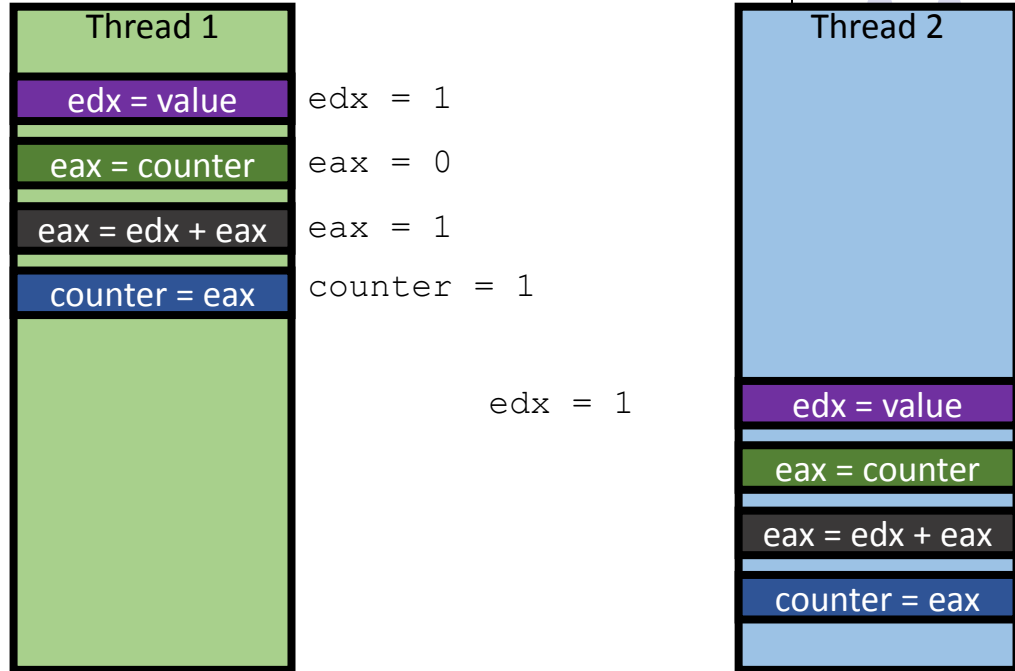 Thread 1
edx = value
edx = 1
eax = counter
eax = 0
eax = edx + eax
eax = 1
counter = eax
counter = 1
Thread 2
edx = 1
edx = value
eax = counter
eax = edx + eax
counter = eax